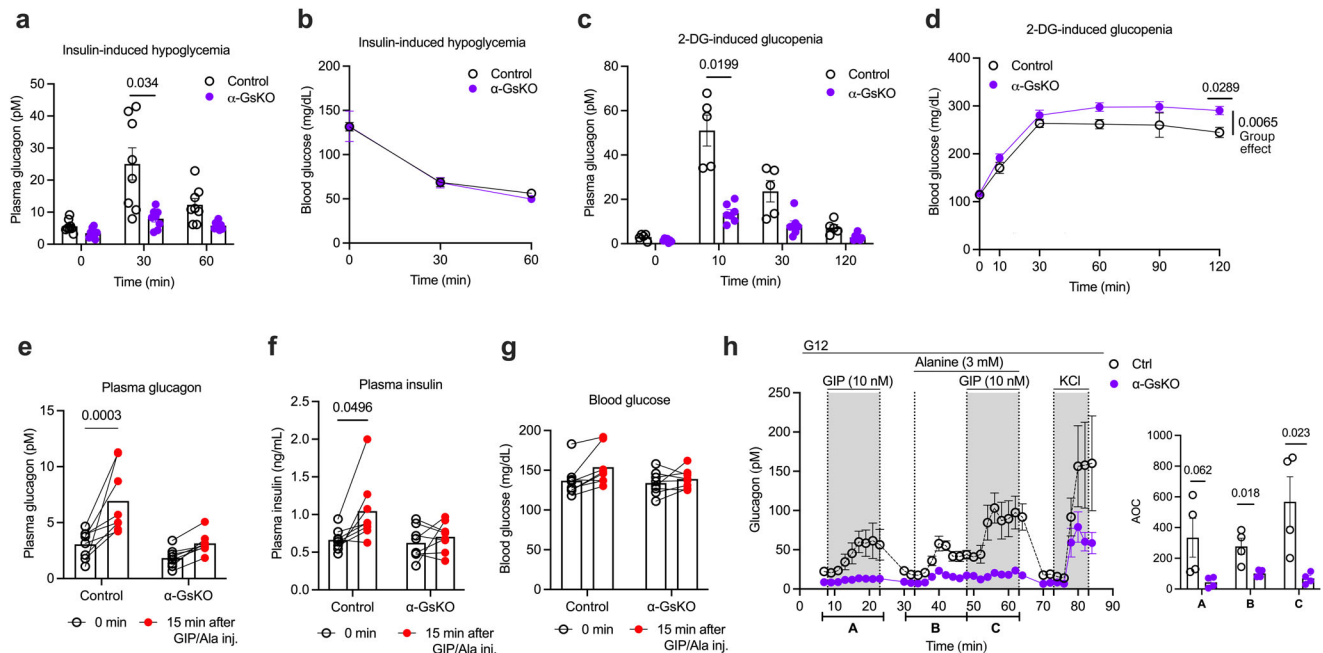 a
Insulin-induced hypoglycemia
Control
α-GsKO
0.034
Plasma glucagon (pM)
50
40
30
20
10
0
0 30 60
Time (min)
b
Insulin-induced hypoglycemia
Control
α-GsKO
Blood glucose (mg/dL)
200
150
100
50
0
0 30 60
Time (min)
c
2-DG-induced glucopenia
Control
α-GsKO
0.0199
Plasma glucagon (pM)
80
60
40
20
0
0 10 30 120
Time (min)
d
2-DG-induced glucopenia
Control
α-GsKO
0.0289
0.0065
Group
effect
Blood glucose (mg/dL)
400
300
200
100
0
0 10 30 60 90 120
Time (min)
e
Plasma glucagon
0.0003
Plasma glucagon (pM)
15
10
5
0
Control α-GsKO
0 min 15 min after
GIP/Ala inj.
f
Plasma insulin
0.0496
Plasma insulin (ng/mL)
2.5
2.0
1.5
1.0
0.5
0.0
Control α-GsKO
0 min 15 min after
GIP/Ala inj.
g
Blood glucose
Blood glucose (mg/dL)
250
200
150
100
50
0
Control α-GsKO
0 min 15 min after
GIP/Ala inj.
h
G12
Alanine (3 mM)
GIP (10 nM) GIP (10 nM) KCl
Ctrl
α-GsKO
Glucagon (pM)
250
200
150
100
50
0
0 10 20 30 40 50 60 70 80 90
A B C
Time (min)
AOC
1000
800
600
400
200
0
0.062
0.018
0.023
A B C